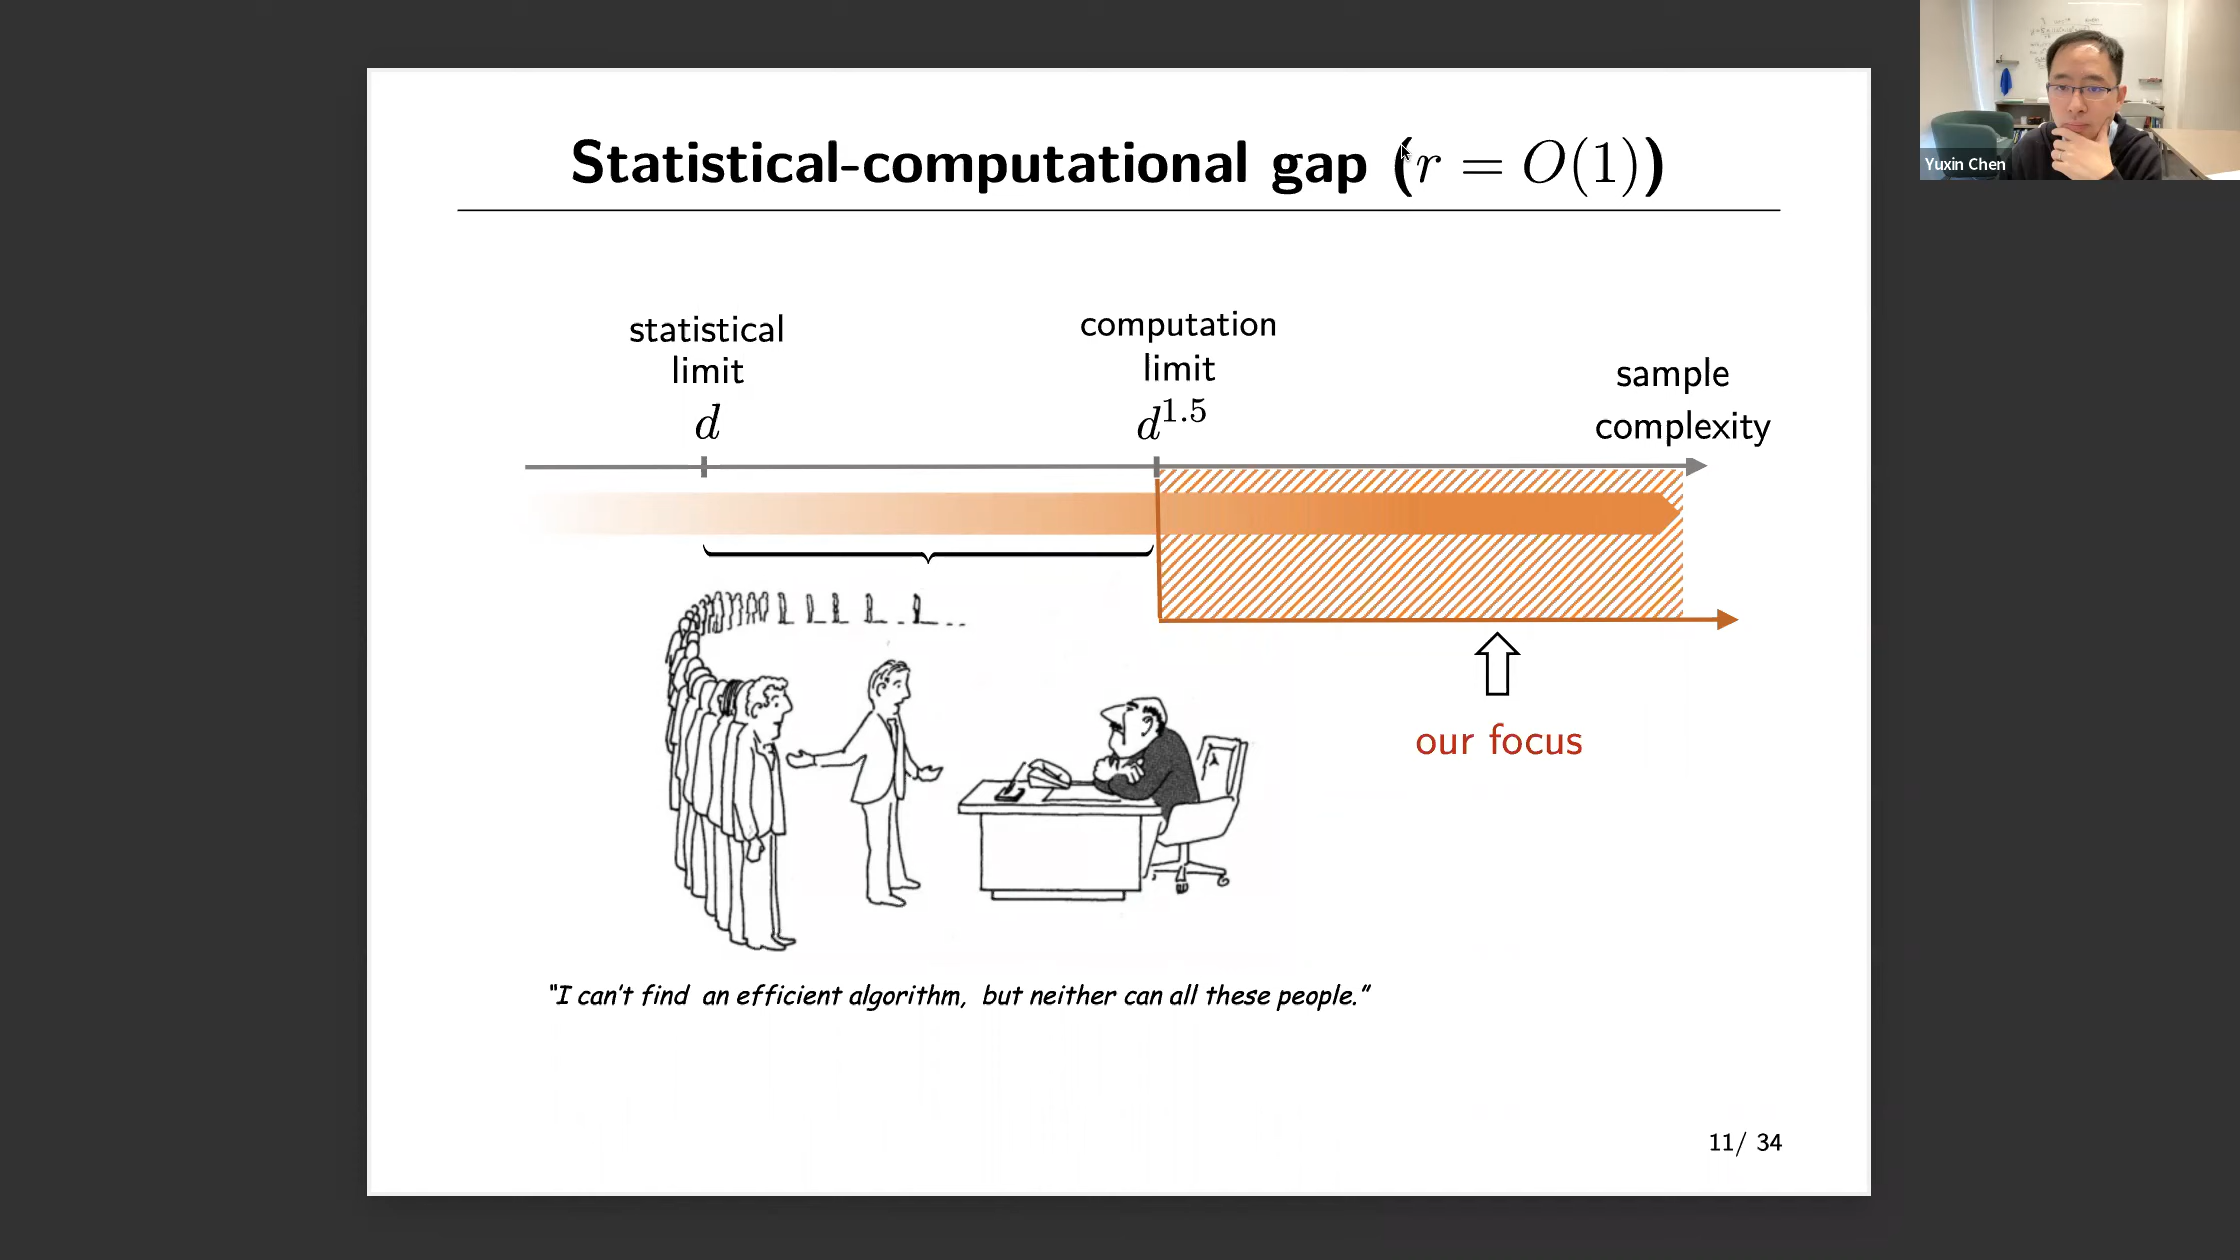 Statistical-computational gap (r = O(1))
statistical
limit
d
computation
limit
d^1.5
sample
complexity
our focus
"I can't find an efficient algorithm, but neither can all these people."
11/ 34
Yuxin Chen